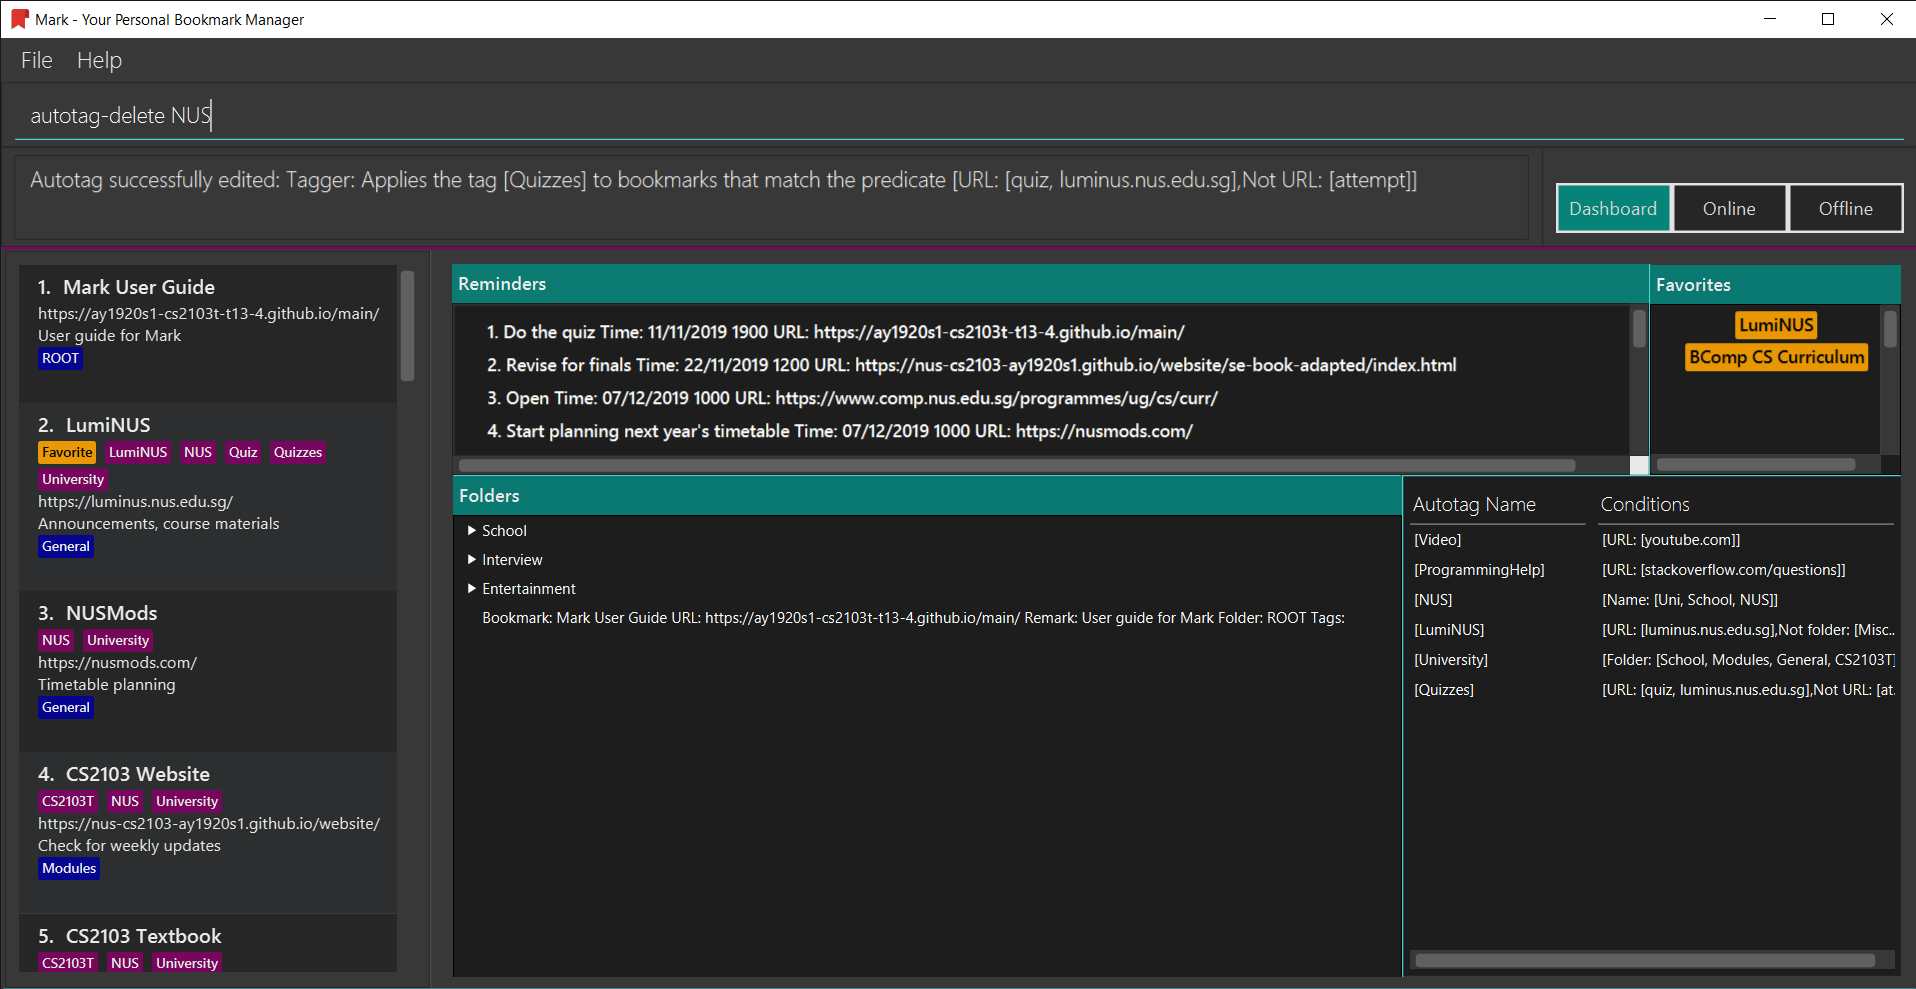 Mark - Your Personal Bookmark Manager
File Help
autotag-delete NUS
Autotag successfully edited: Tagger: Applies the tag [Quizzes] to bookmarks that match the predicate [URL: [quiz, luminus.nus.edu.sg],Not URL: [attempt]]
Dashboard Online Offline
1. Mark User Guide
https://ay1920s1-cs2103t-t13-4.github.io/main/
User guide for Mark
ROOT
2. LumiNUS
Favorite LumiNUS NUS Quiz Quizzes
University
https://luminus.nus.edu.sg/
Announcements, course materials
General
3. NUSMods
NUS University
https://nusmods.com/
Timetable planning
General
4. CS2103 Website
CS2103T NUS University
https://nus-cs2103-ay1920s1.github.io/website/
Check for weekly updates
Modules
5. CS2103 Textbook
CS2103T NUS University
Reminders
1. Do the quiz Time: 11/11/2019 1900 URL: https://ay1920s1-cs2103t-t13-4.github.io/main/
2. Revise for finals Time: 22/11/2019 1200 URL: https://nus-cs2103-ay1920s1.github.io/website/se-book-adapted/index.html
3. Open Time: 07/12/2019 1000 URL: https://www.comp.nus.edu.sg/programmes/ug/cs/curr/
4. Start planning next year's timetable Time: 07/12/2019 1000 URL: https://nusmods.com/
Favorites
LumiNUS
BComp CS Curriculum
Folders
School
Interview
Entertainment
Bookmark: Mark User Guide URL: https://ay1920s1-cs2103t-t13-4.github.io/main/ Remark: User guide for Mark Folder: ROOT Tags:
Autotag Name Conditions
[Video] [URL: [youtube.com]]
[ProgrammingHelp] [URL: [stackoverflow.com/questions]]
[NUS] [Name: [Uni, School, NUS]]
[LumiNUS] [URL: [luminus.nus.edu.sg],Not folder: [Misc..
[University] [Folder: [School, Modules, General, CS2103T]
[Quizzes] [URL: [quiz, luminus.nus.edu.sg],Not URL: [at.